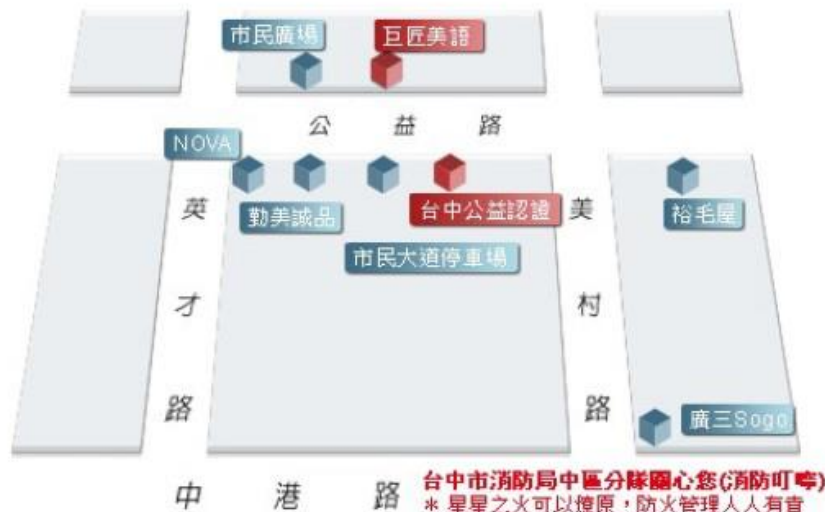 市民廣場
巨匠美語
公益路
NOVA
勤美誠品
台中公益認證
裕毛屋
市民大道停車場
英才路
美村路
廣三Sogo
中港路
台中市消防局中區分隊關心您(消防叮嚀)
* 星星之火可以燎原,防火管理人人有責